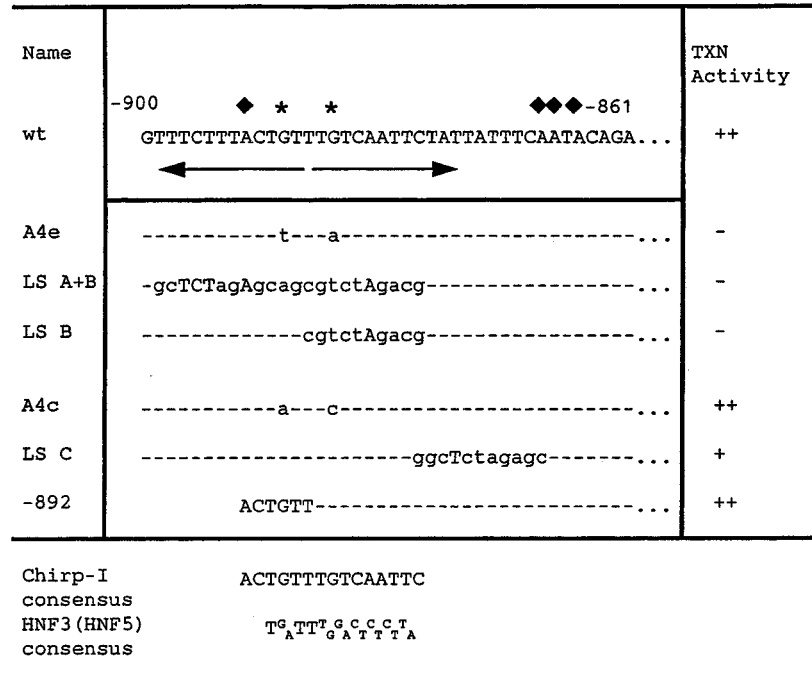 Name
TXN
Activity
-900 ◆ * * ◆◆◆-861
wt GTTTCTTTACTGTTTGTCAATTCTATTATTTCAATACAGA... ++
A4e -----------t---a------------------------... -
LS A+B -gcTCTagAgcagcgtctAgacg-----------------... -
LS B -------------cgtctAgacg-----------------... -
A4c -----------a---c------------------------... ++
LS C ----------------------ggcTctagagc-------... +
-892 ACTGTT--------------------------... ++
Chirp-I ACTGTTTGTCAATTC
consensus
HNF3(HNF5) TGATTTGGACTCTCTTA
consensus